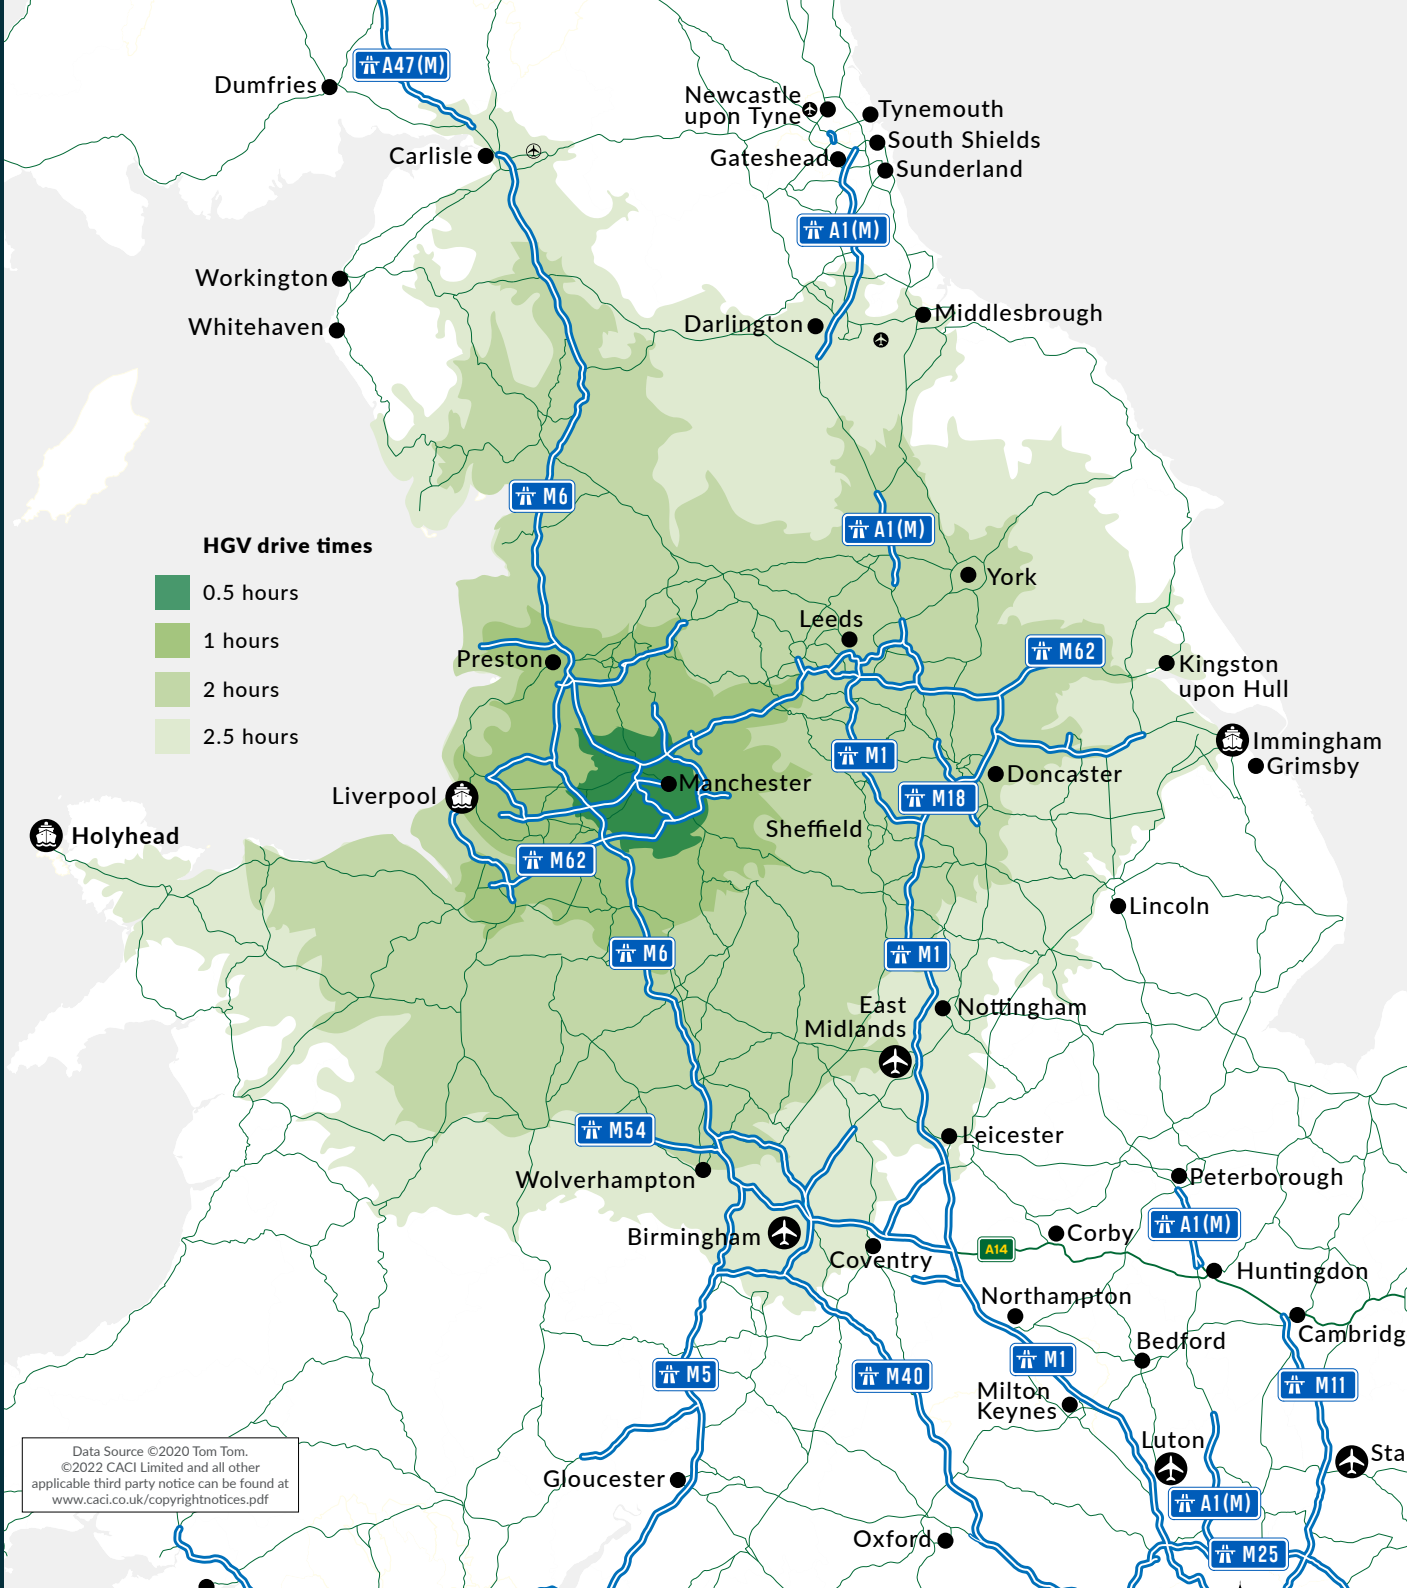 A47(M)
Dumfries
Newcastle
upon Tyne
Tynemouth
South Shields
Carlisle
Gateshead
Sunderland
A1(M)
Workington
Whitehaven
Darlington
Middlesbrough
M6
A1(M)
HGV drive times
0.5 hours
1 hours
2 hours
2.5 hours
York
Leeds
M62
Preston
Kingston
upon Hull
M1
Immingham
Grimsby
Doncaster
Manchester
Liverpool
M18
Sheffield
Holyhead
M62
Lincoln
M6
M1
East
Midlands
Nottingham
M54
Leicester
Wolverhampton
Peterborough
A1(M)
Birmingham
Corby
A14
Coventry
Huntingdon
Northampton
Cambridg
Bedford
M1
M5
M40
M11
Milton
Keynes
Luton
Sta
Gloucester
A1(M)
Oxford
M25
Data Source ©2020 Tom Tom.
©2022 CACI Limited and all other
applicable third party notice can be found at
www.caci.co.uk/copyrightnotices.pdf